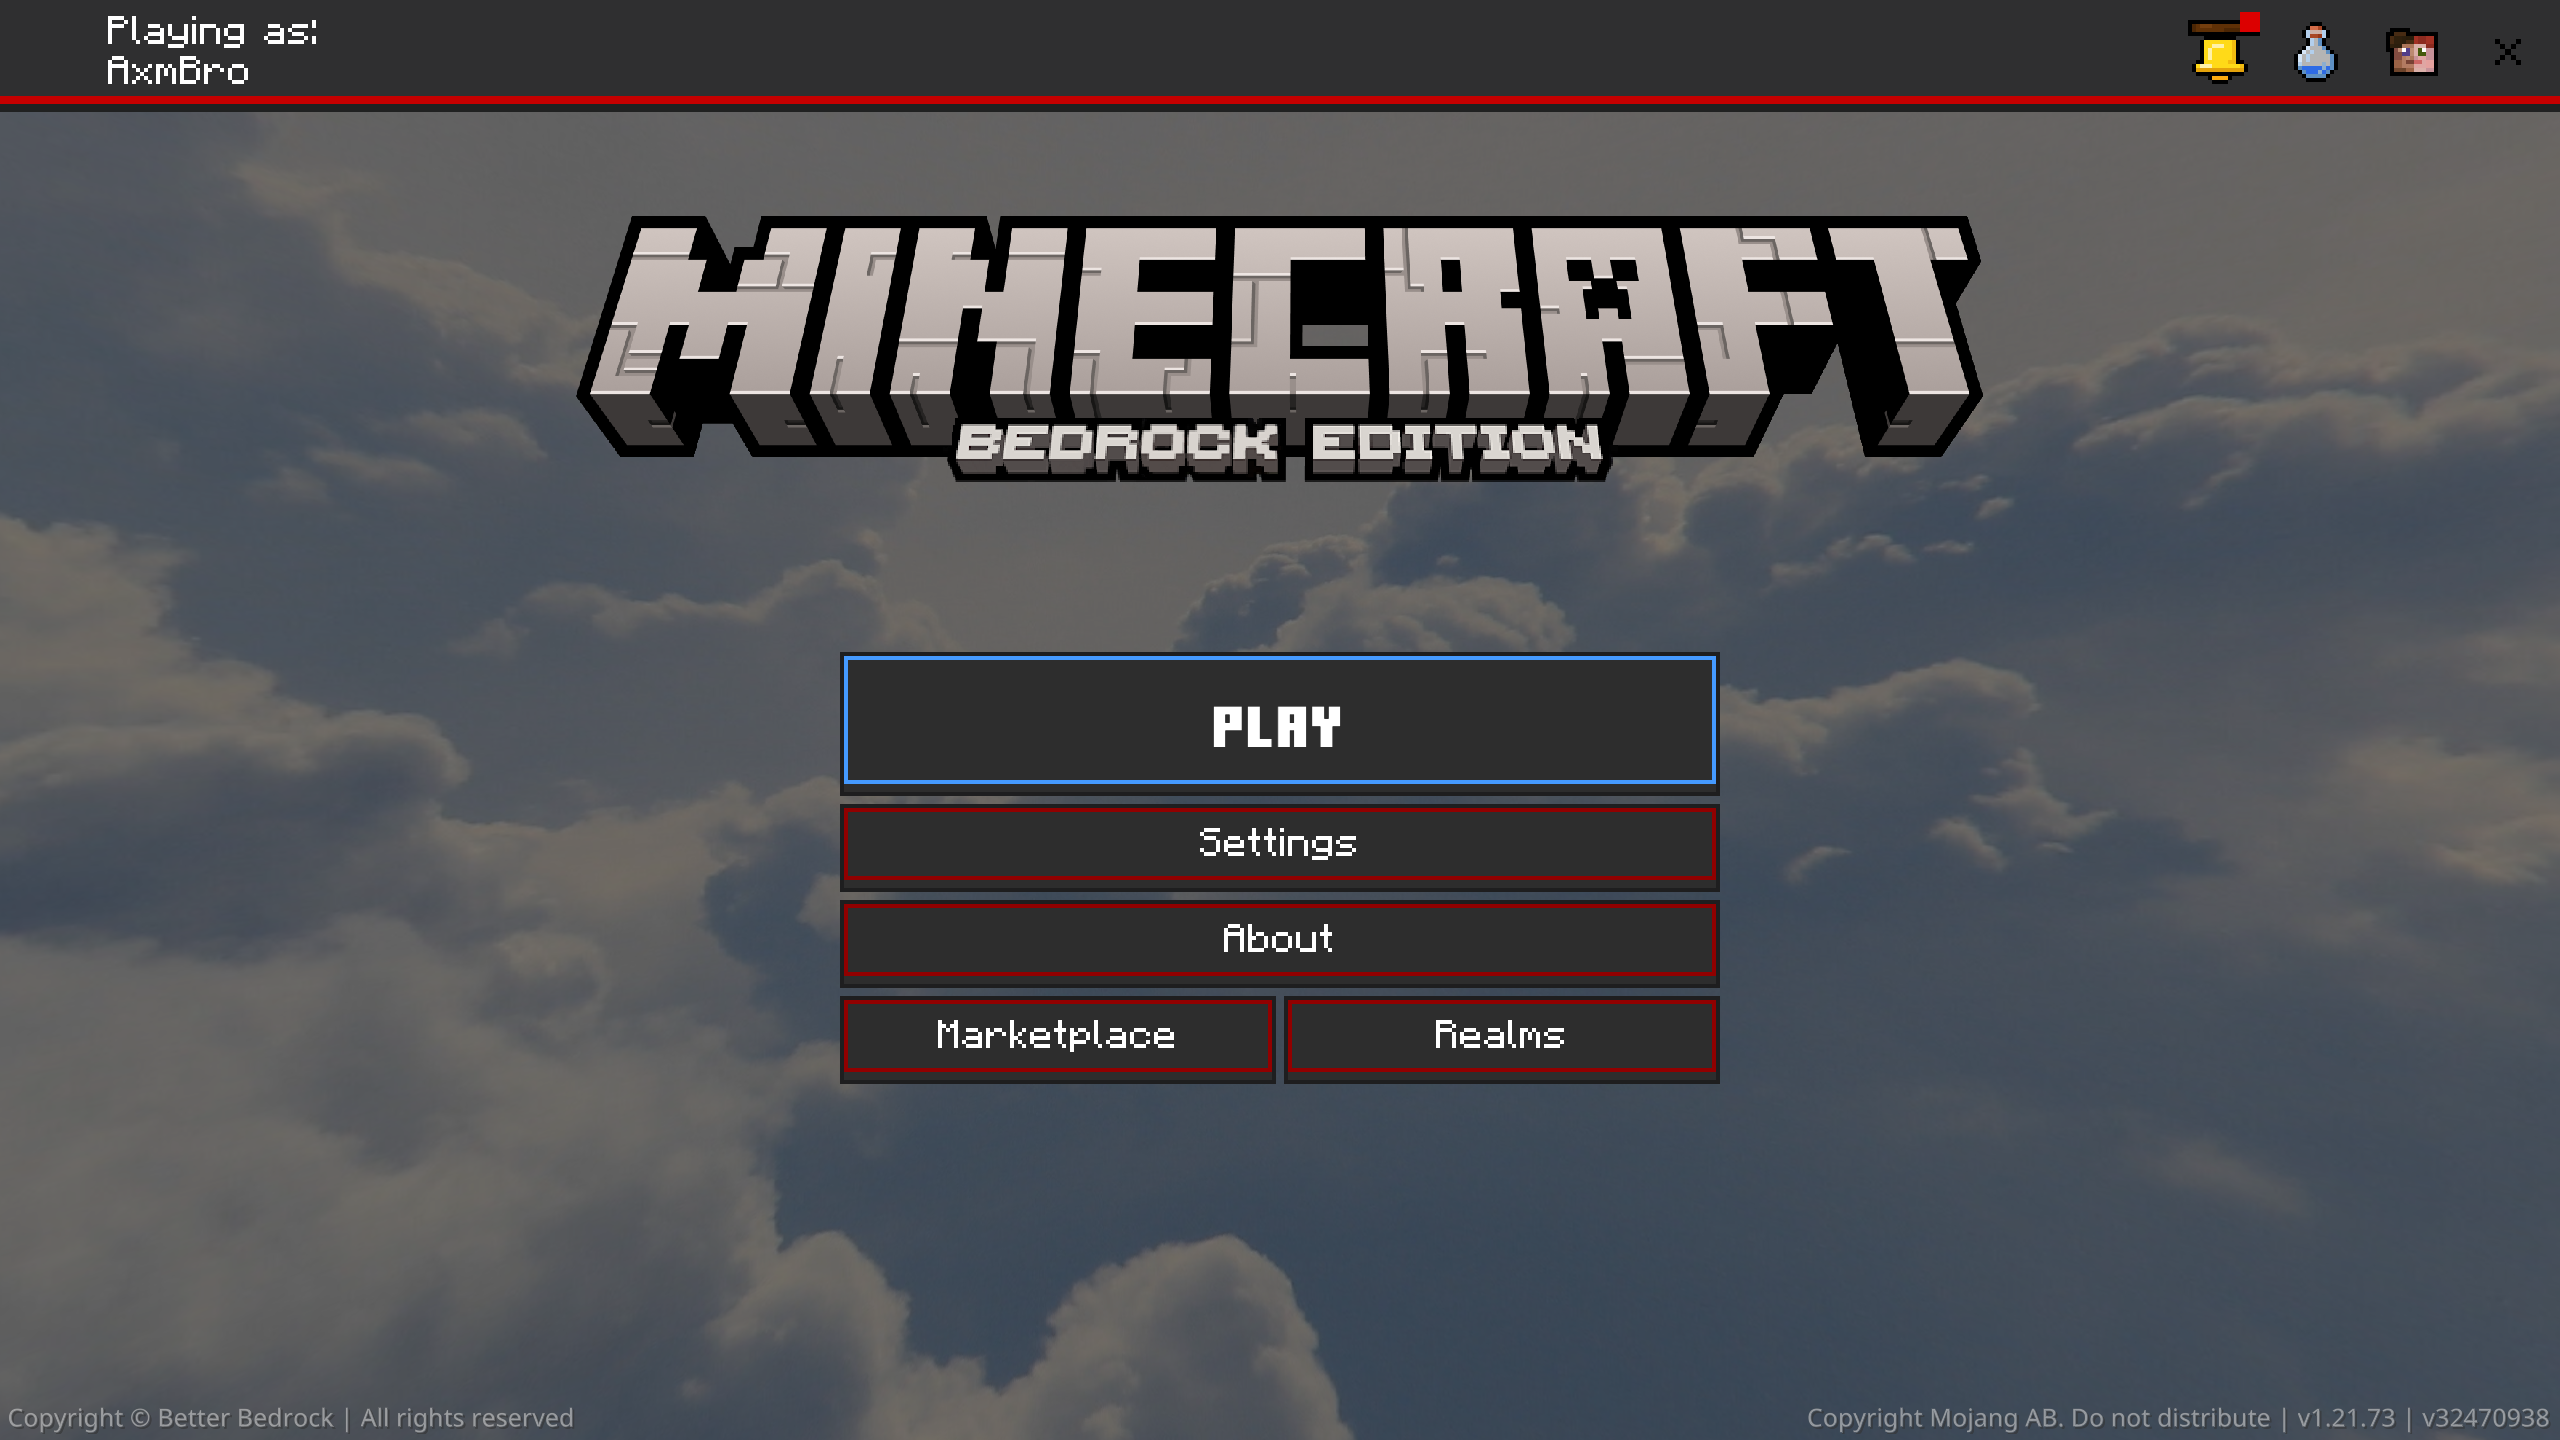 Playing as:
AxmBro
MINECRAFT
BEDROCK EDITION
PLAY
Settings
About
Marketplace Realms
Copyright © Better Bedrock | All rights reserved
Copyright Mojang AB. Do not distribute | v1.21.73 | v32470938